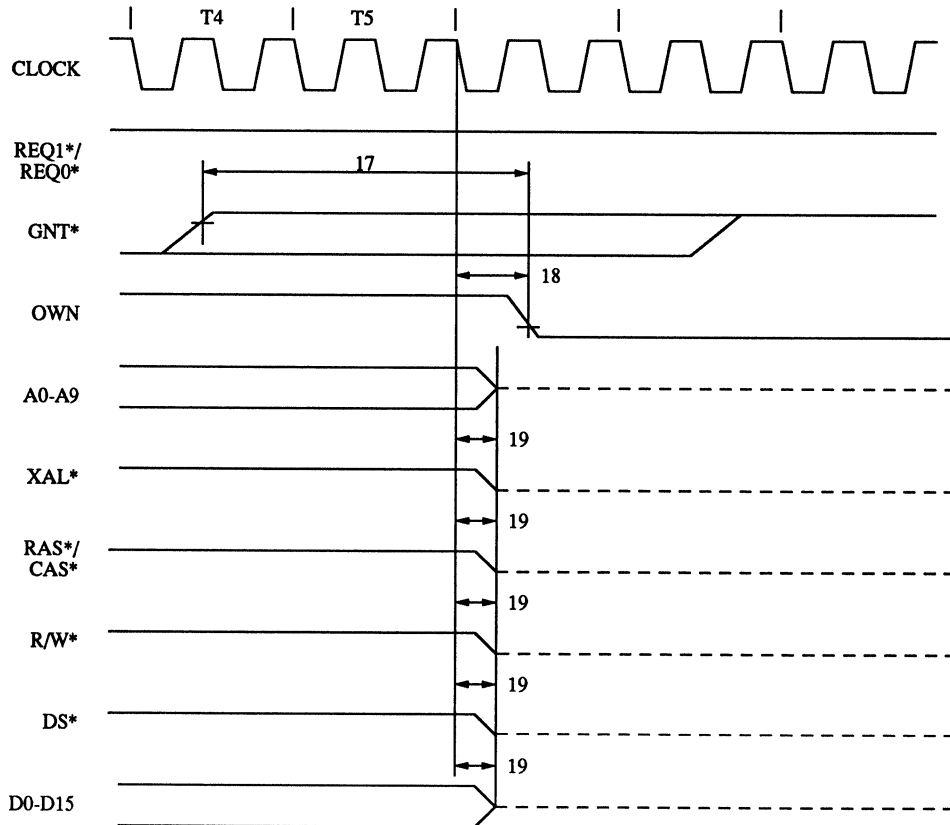 T4 T5
CLOCK
REQ1*/
REQ0*
17
GNT*
18
OWN
A0-A9
19
XAL*
19
RAS*/
CAS*
19
R/W*
19
DS*
19
D0-D15